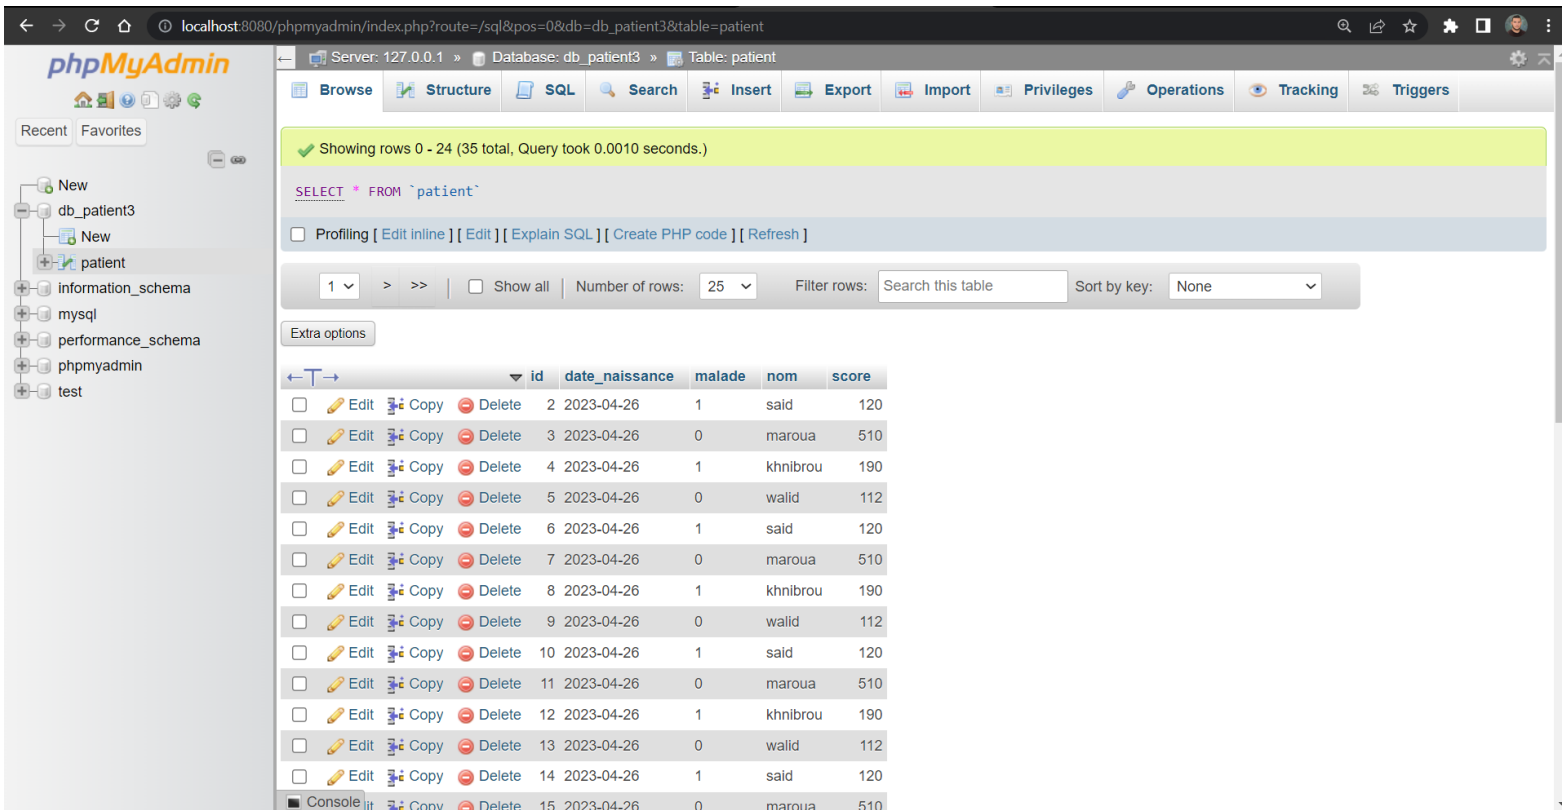 localhost:8080/phpmyadmin/index.php?route=/sql&pos=0&db=db_patient3&table=patient
phpMyAdmin
Recent Favorites
New
db_patient3
New
patient
information_schema
mysql
performance_schema
phpmyadmin
test
Server: 127.0.0.1 » Database: db_patient3 » Table: patient
Browse Structure SQL Search Insert Export Import Privileges Operations Tracking Triggers
Showing rows 0 - 24 (35 total, Query took 0.0010 seconds.)
SELECT * FROM `patient`
Profiling [ Edit inline ] [ Edit ] [ Explain SQL ] [ Create PHP code ] [ Refresh ]
1 > >> | Show all | Number of rows: 25 Filter rows: Search this table Sort by key: None
Extra options
←T→ id date_naissance malade nom score
Edit Copy Delete 2 2023-04-26 1 said 120
Edit Copy Delete 3 2023-04-26 0 maroua 510
Edit Copy Delete 4 2023-04-26 1 khnibrou 190
Edit Copy Delete 5 2023-04-26 0 walid 112
Edit Copy Delete 6 2023-04-26 1 said 120
Edit Copy Delete 7 2023-04-26 0 maroua 510
Edit Copy Delete 8 2023-04-26 1 khnibrou 190
Edit Copy Delete 9 2023-04-26 0 walid 112
Edit Copy Delete 10 2023-04-26 1 said 120
Edit Copy Delete 11 2023-04-26 0 maroua 510
Edit Copy Delete 12 2023-04-26 1 khnibrou 190
Edit Copy Delete 13 2023-04-26 0 walid 112
Edit Copy Delete 14 2023-04-26 1 said 120
Console Copy Delete 15 2023-04-26 0 maroua 510